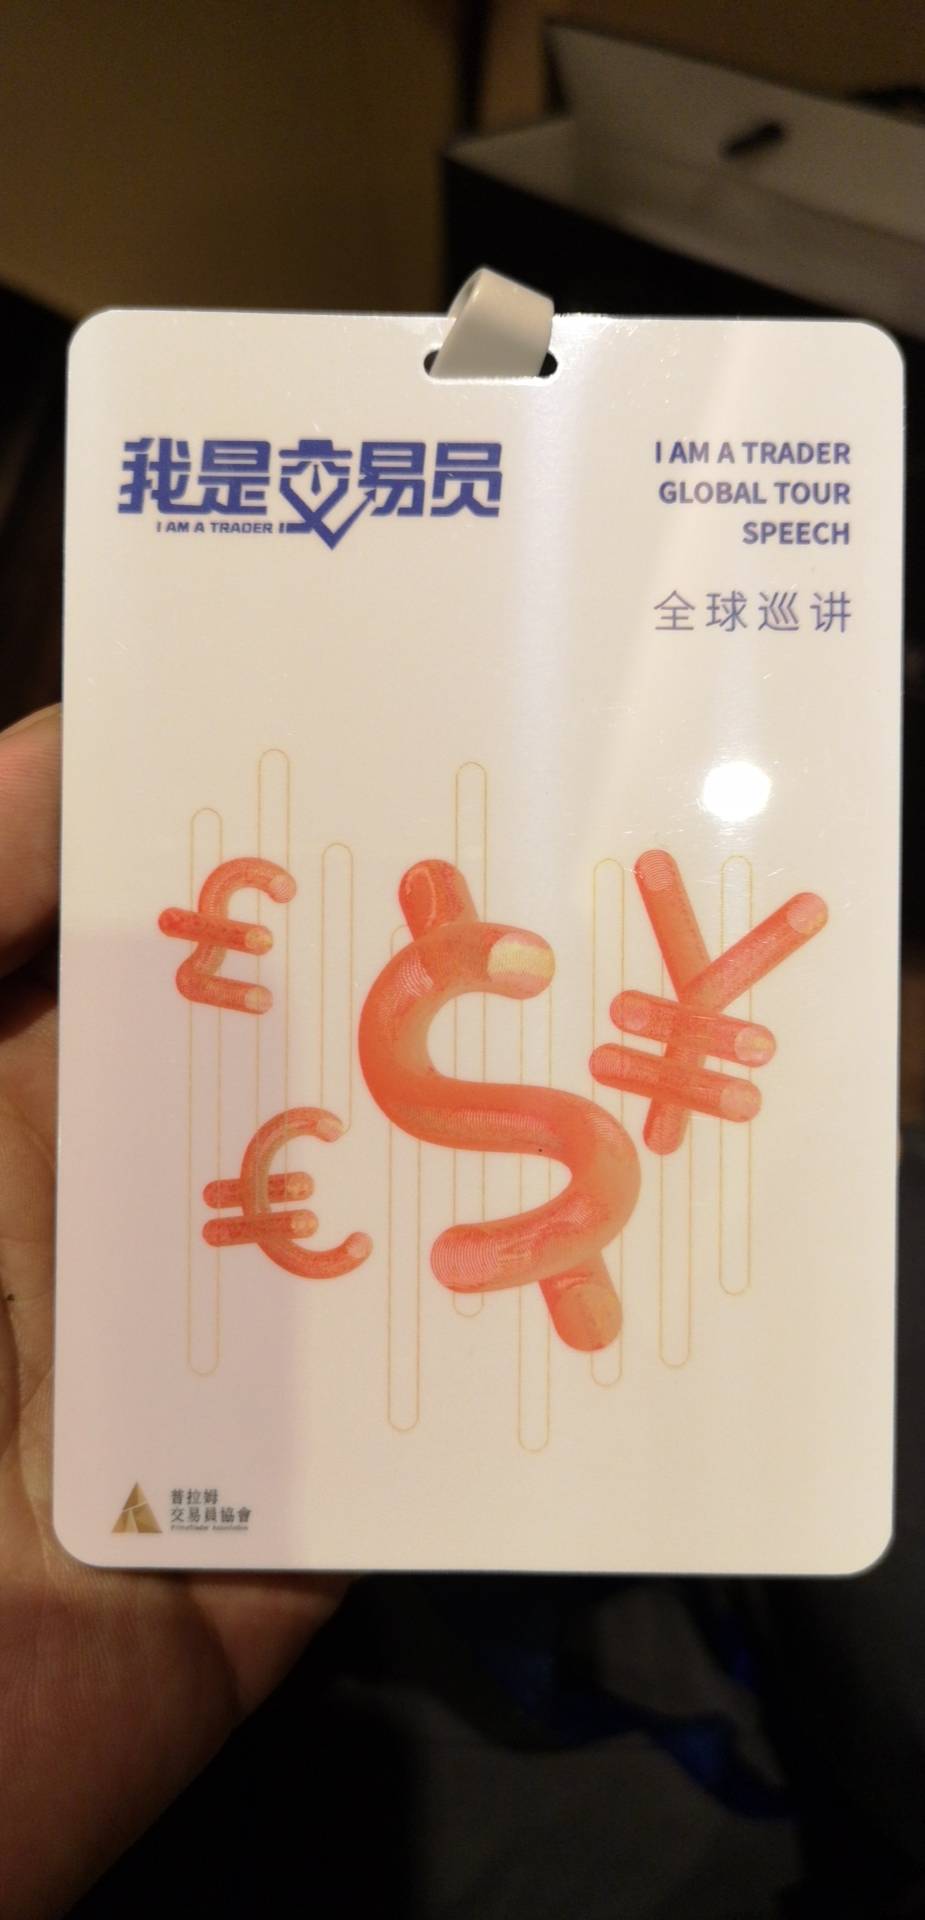 我是交易员
I AM A TRADER
I AM A TRADER
GLOBAL TOUR
SPEECH
全球巡讲
£
$
¥
€
普拉姆
交易員協會